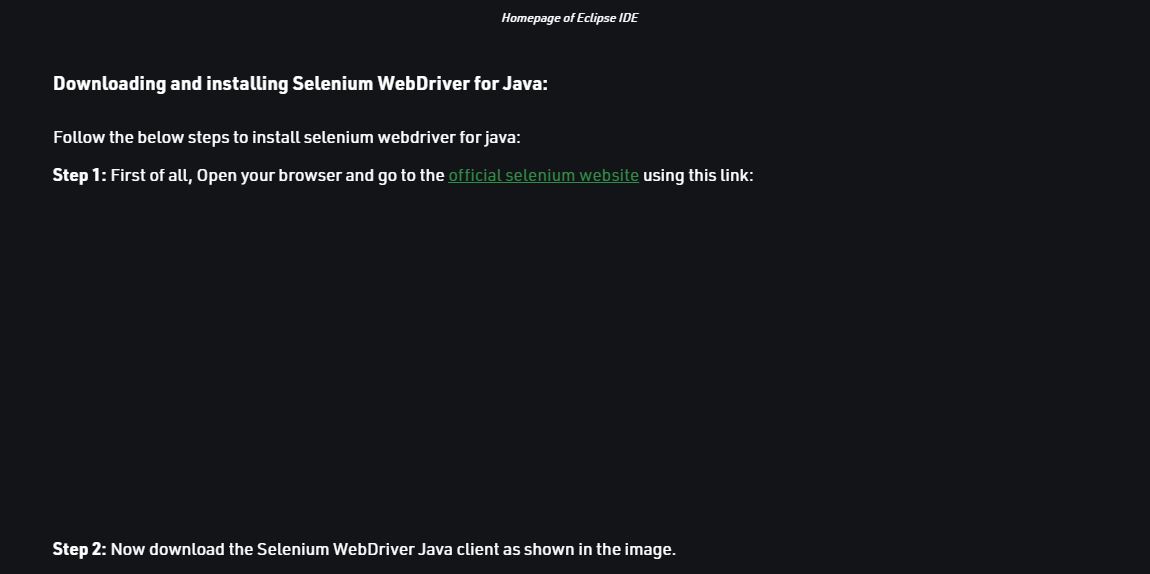 Homepage of Eclipse IDE
Downloading and installing Selenium WebDriver for Java:
Follow the below steps to install selenium webdriver for java:
Step 1: First of all, Open your browser and go to the official selenium website using this link:
Step 2: Now download the Selenium WebDriver Java client as shown in the image.